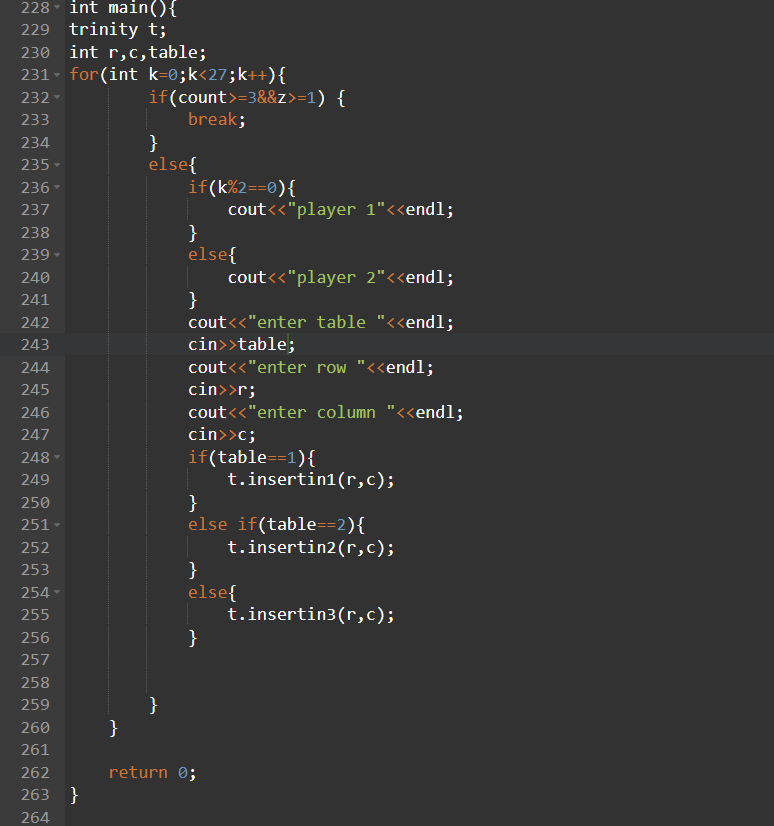 228 int main(){
229 trinity t;
230 int r,c,table;
231 for(int k=0;k<27;k++){
232         if(count>=3&&z>=1) {
233             break;
234         }
235         else{
236             if(k%2==0){
237                 cout<<"player 1"<<endl;
238             }
239             else{
240                 cout<<"player 2"<<endl;
241             }
242             cout<<"enter table "<<endl;
243             cin>>table;
244             cout<<"enter row "<<endl;
245             cin>>r;
246             cout<<"enter column "<<endl;
247             cin>>c;
248             if(table==1){
249                 t.insertin1(r,c);
250             }
251             else if(table==2){
252                 t.insertin2(r,c);
253             }
254             else{
255                 t.insertin3(r,c);
256             }
257
258
259         }
260     }
261
262     return 0;
263 }
264